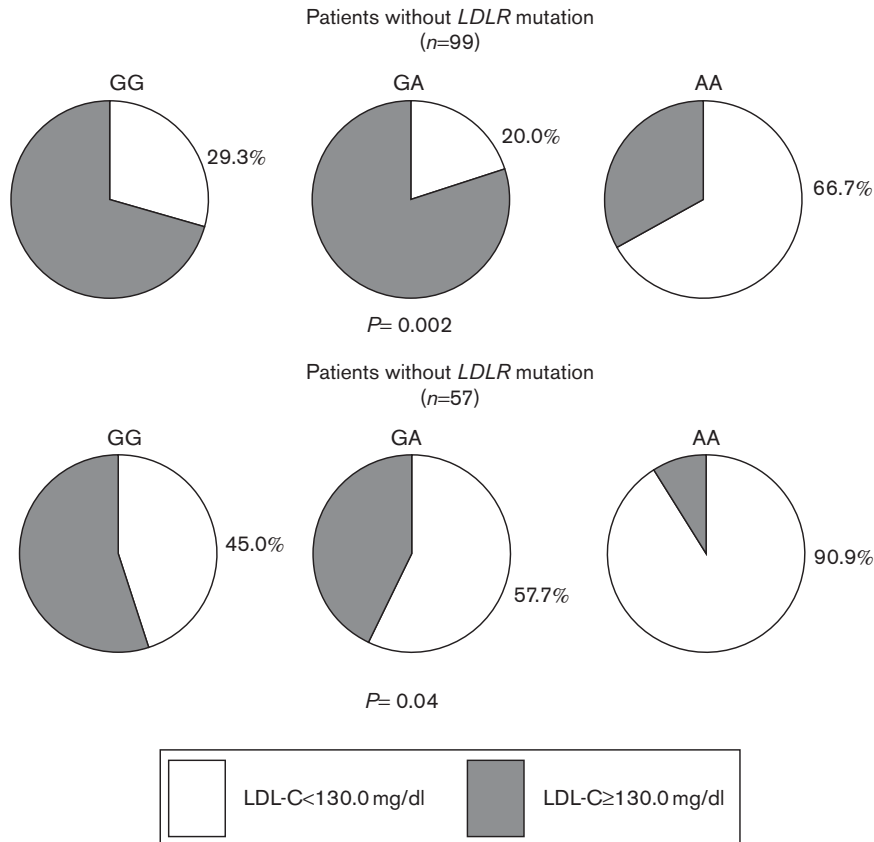 Patients without LDLR mutation
(n=99)
GG
GA
AA
29.3%
20.0%
66.7%
P= 0.002
Patients without LDLR mutation
(n=57)
GG
GA
AA
45.0%
57.7%
90.9%
P= 0.04
LDL-C<130.0 mg/dl
LDL-C≥130.0 mg/dl